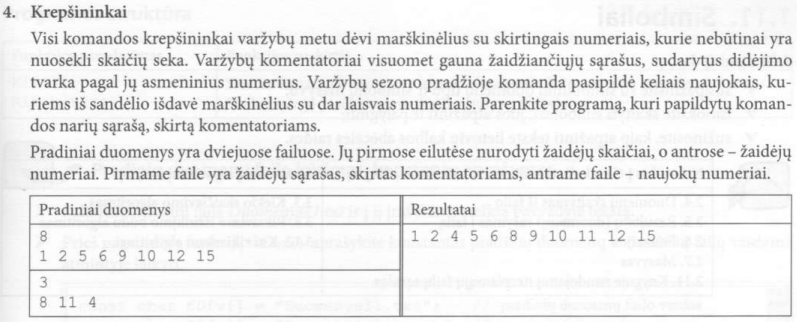 4. Krepšininkai
Visi komandos krepšininkai varžybų metu dėvi marškinėlius su skirtingais numeriais, kurie nebūtinai yra
nuosekli skaičių seka. Varžybų komentatoriai visuomet gauna žaidžiančiųjų sąrašus, sudarytus didėjimo
tvarka pagal jų asmeninius numerius. Varžybų sezono pradžioje komanda pasipildė keliais naujokais, ku-
riems iš sandėlio išdavė marškinėlius su dar laisvais numeriais. Parenkite programą, kuri papildytų koman-
dos narių sąrašą, skirtą komentatoriams.
Pradiniai duomenys yra dviejuose failuose. Jų pirmose eilutėse nurodyti žaidėjų skaičiai, o antrose – žaidėjų
numeriai. Pirmame faile yra žaidėjų sąrašas, skirtas komentatoriams, antrame faile – naujokų numeriai.
Pradiniai duomenys
8
1 2 5 6 9 10 12 15
3
8 11 4
Rezultatai
1 2 4 5 6 8 9 10 11 12 15